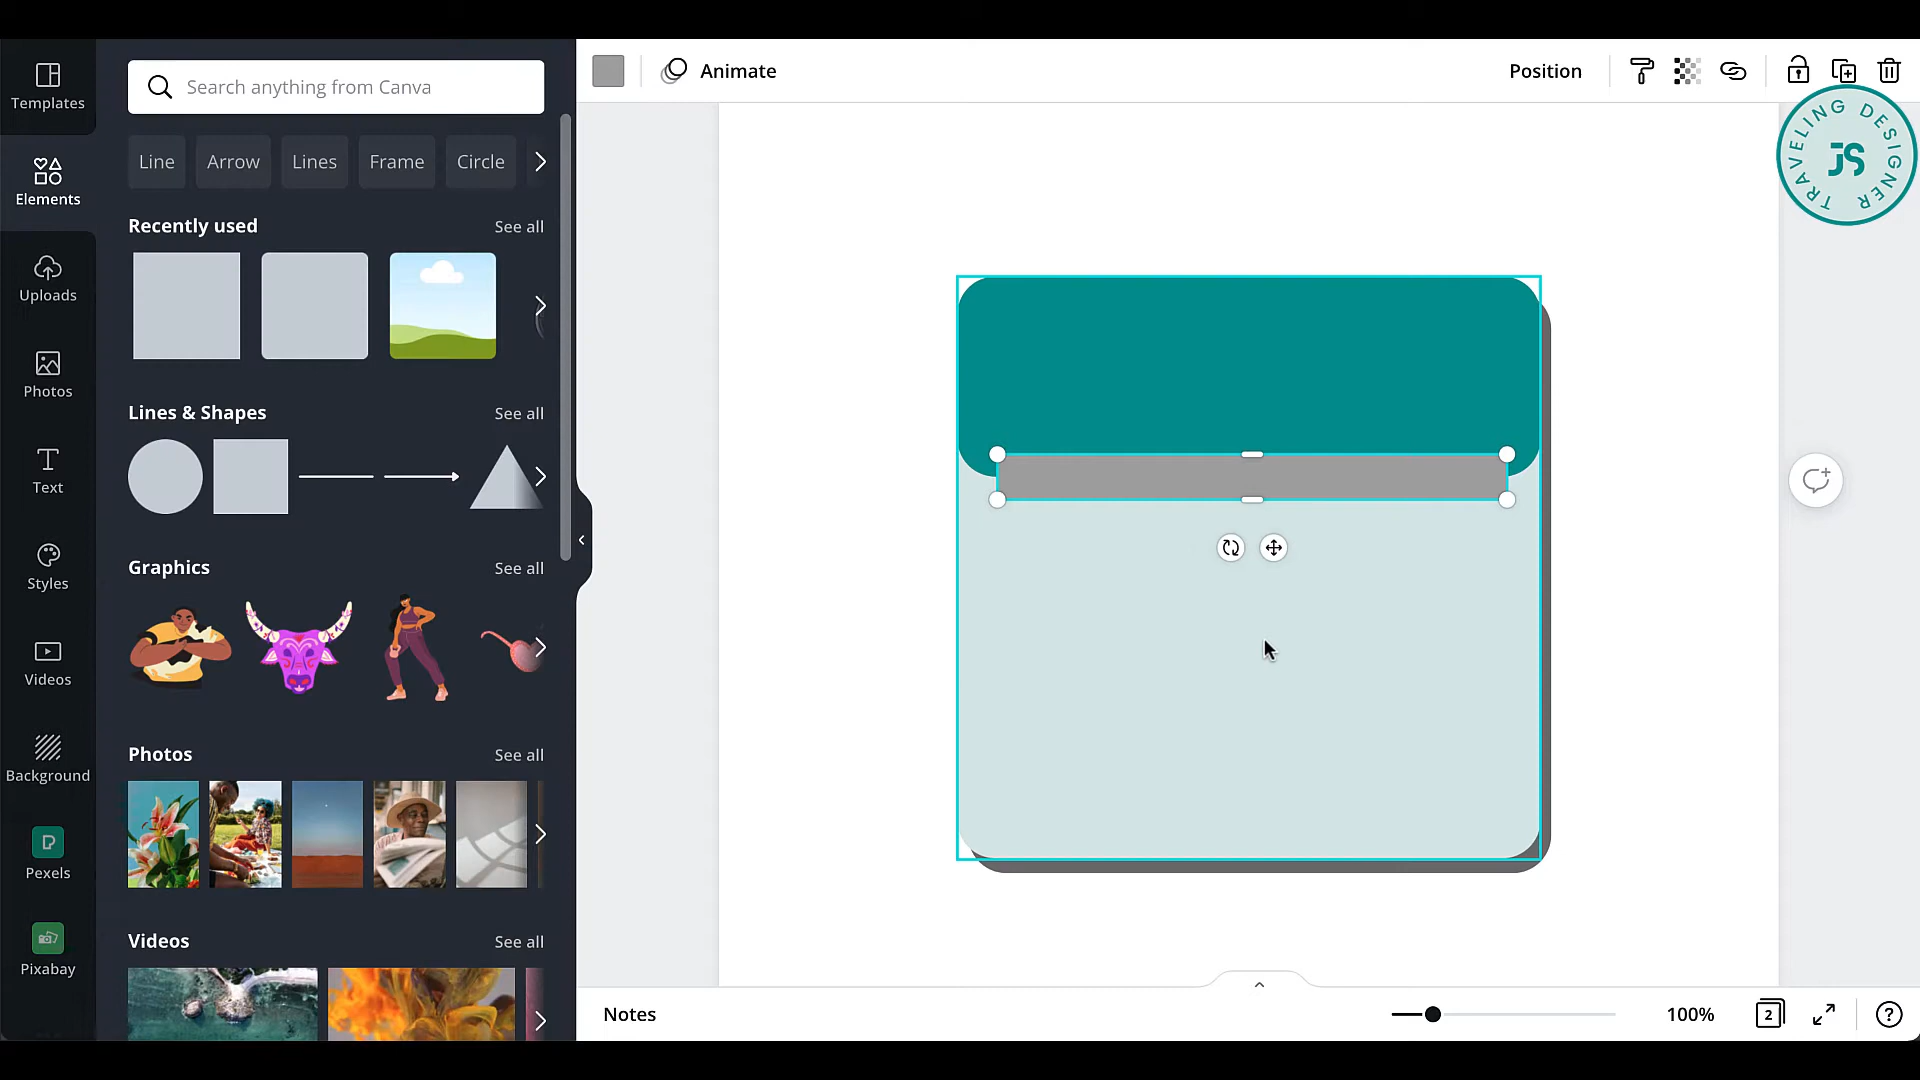 Templates
Elements
Uploads
Photos
Text
Styles
Videos
Background
Pexels
Pixabay
Search anything from Canva
Line
Arrow
Lines
Frame
Circle
Recently used
See all
Lines & Shapes
See all
Graphics
See all
Photos
See all
Videos
See all
Animate
Position
TRAVELING DESIGNER
JS
Notes
100%
2
?